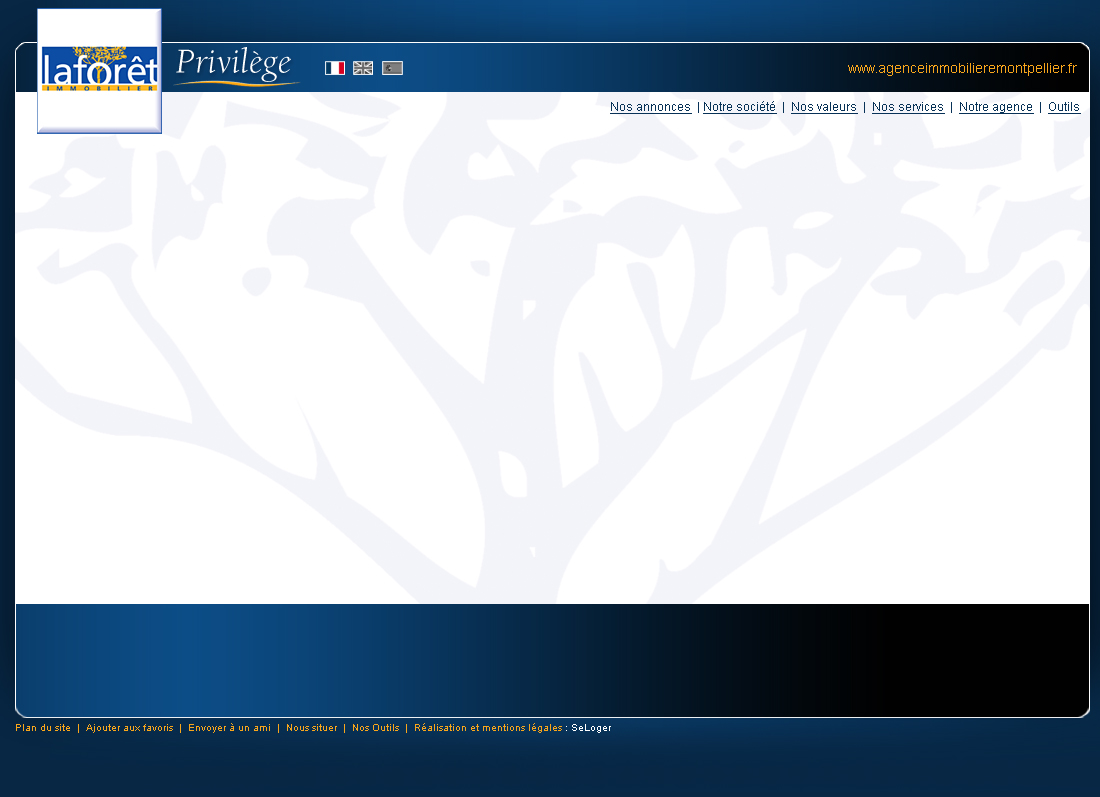 laforêt
IMMOBILIER
Privilège
www.agenceimmobilieremontpellier.fr
Nos annonces | Notre société | Nos valeurs | Nos services | Notre agence | Outils
Plan du site | Ajouter aux favoris | Envoyer à un ami | Nous situer | Nos Outils | Réalisation et mentions légales : SeLoger